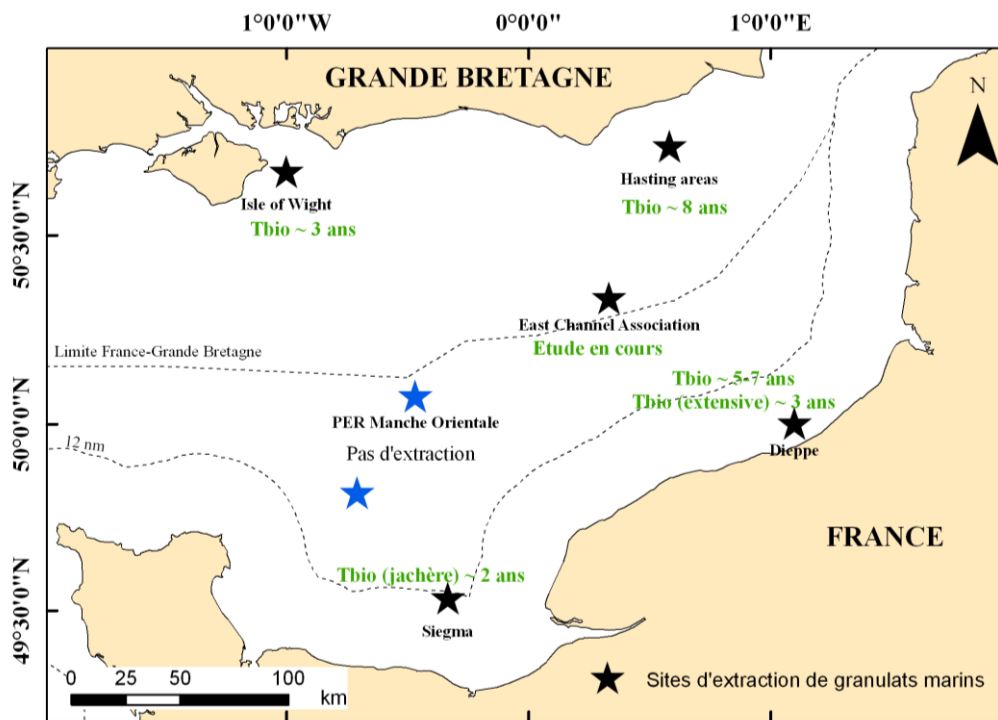 1°0'0"W
0°0'0"
1°0'0"E
GRANDE BRETAGNE
N
Hasting areas
Tbio ~ 8 ans
Isle of Wight
Tbio ~ 3 ans
50°30'0"N
East Channel Association
Etude en cours
Limite France-Grande Bretagne
Tbio ~ 5-7 ans
Tbio (extensive) ~ 3 ans
PER Manche Orientale
Pas d'extraction
50°0'0"N
12 nm
Dieppe
FRANCE
Tbio (jachère) ~ 2 ans
49°30'0"N
Siegma
0 25 50 100
km
Sites d'extraction de granulats marins